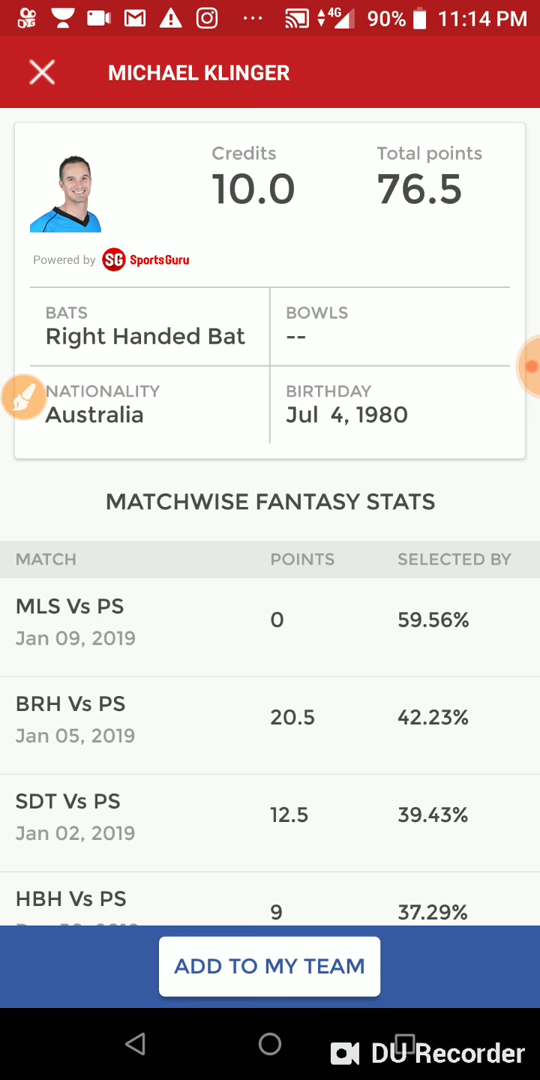 4G 90% 11:14 PM
MICHAEL KLINGER
Credits Total points
10.0 76.5
Powered by SG SportsGuru
BATS BOWLS
Right Handed Bat --
NATIONALITY BIRTHDAY
Australia Jul 4, 1980
MATCHWISE FANTASY STATS
MATCH POINTS SELECTED BY
MLS Vs PS
0 59.56%
Jan 09, 2019
BRH Vs PS
20.5 42.23%
Jan 05, 2019
SDT Vs PS
12.5 39.43%
Jan 02, 2019
HBH Vs PS
9 37.29%
ADD TO MY TEAM
DU Recorder